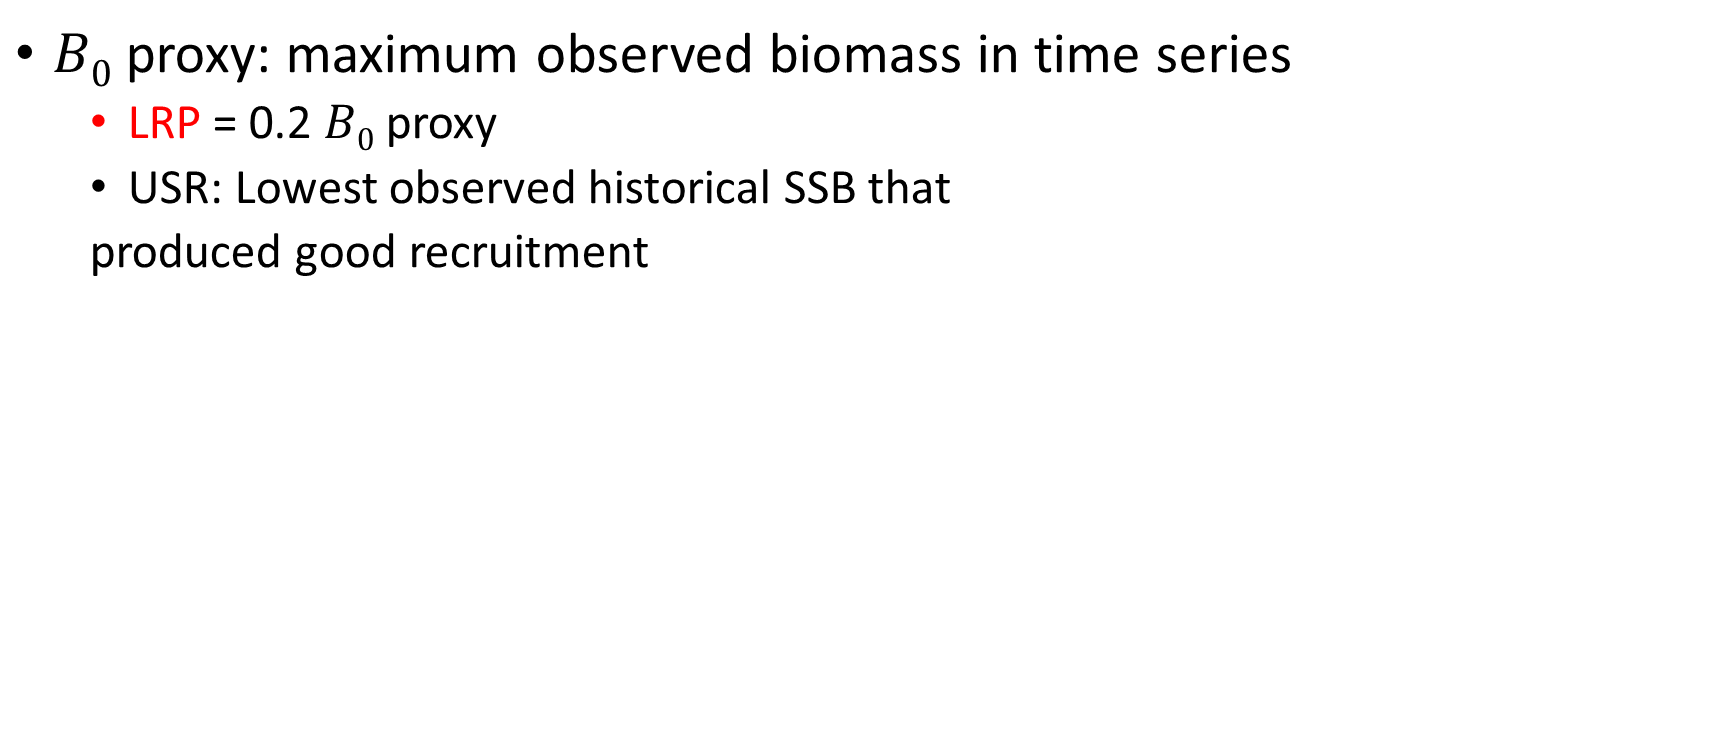 • B₀ proxy: maximum observed biomass in time series
• LRP = 0.2 B₀ proxy
• USR: Lowest observed historical SSB that
produced good recruitment